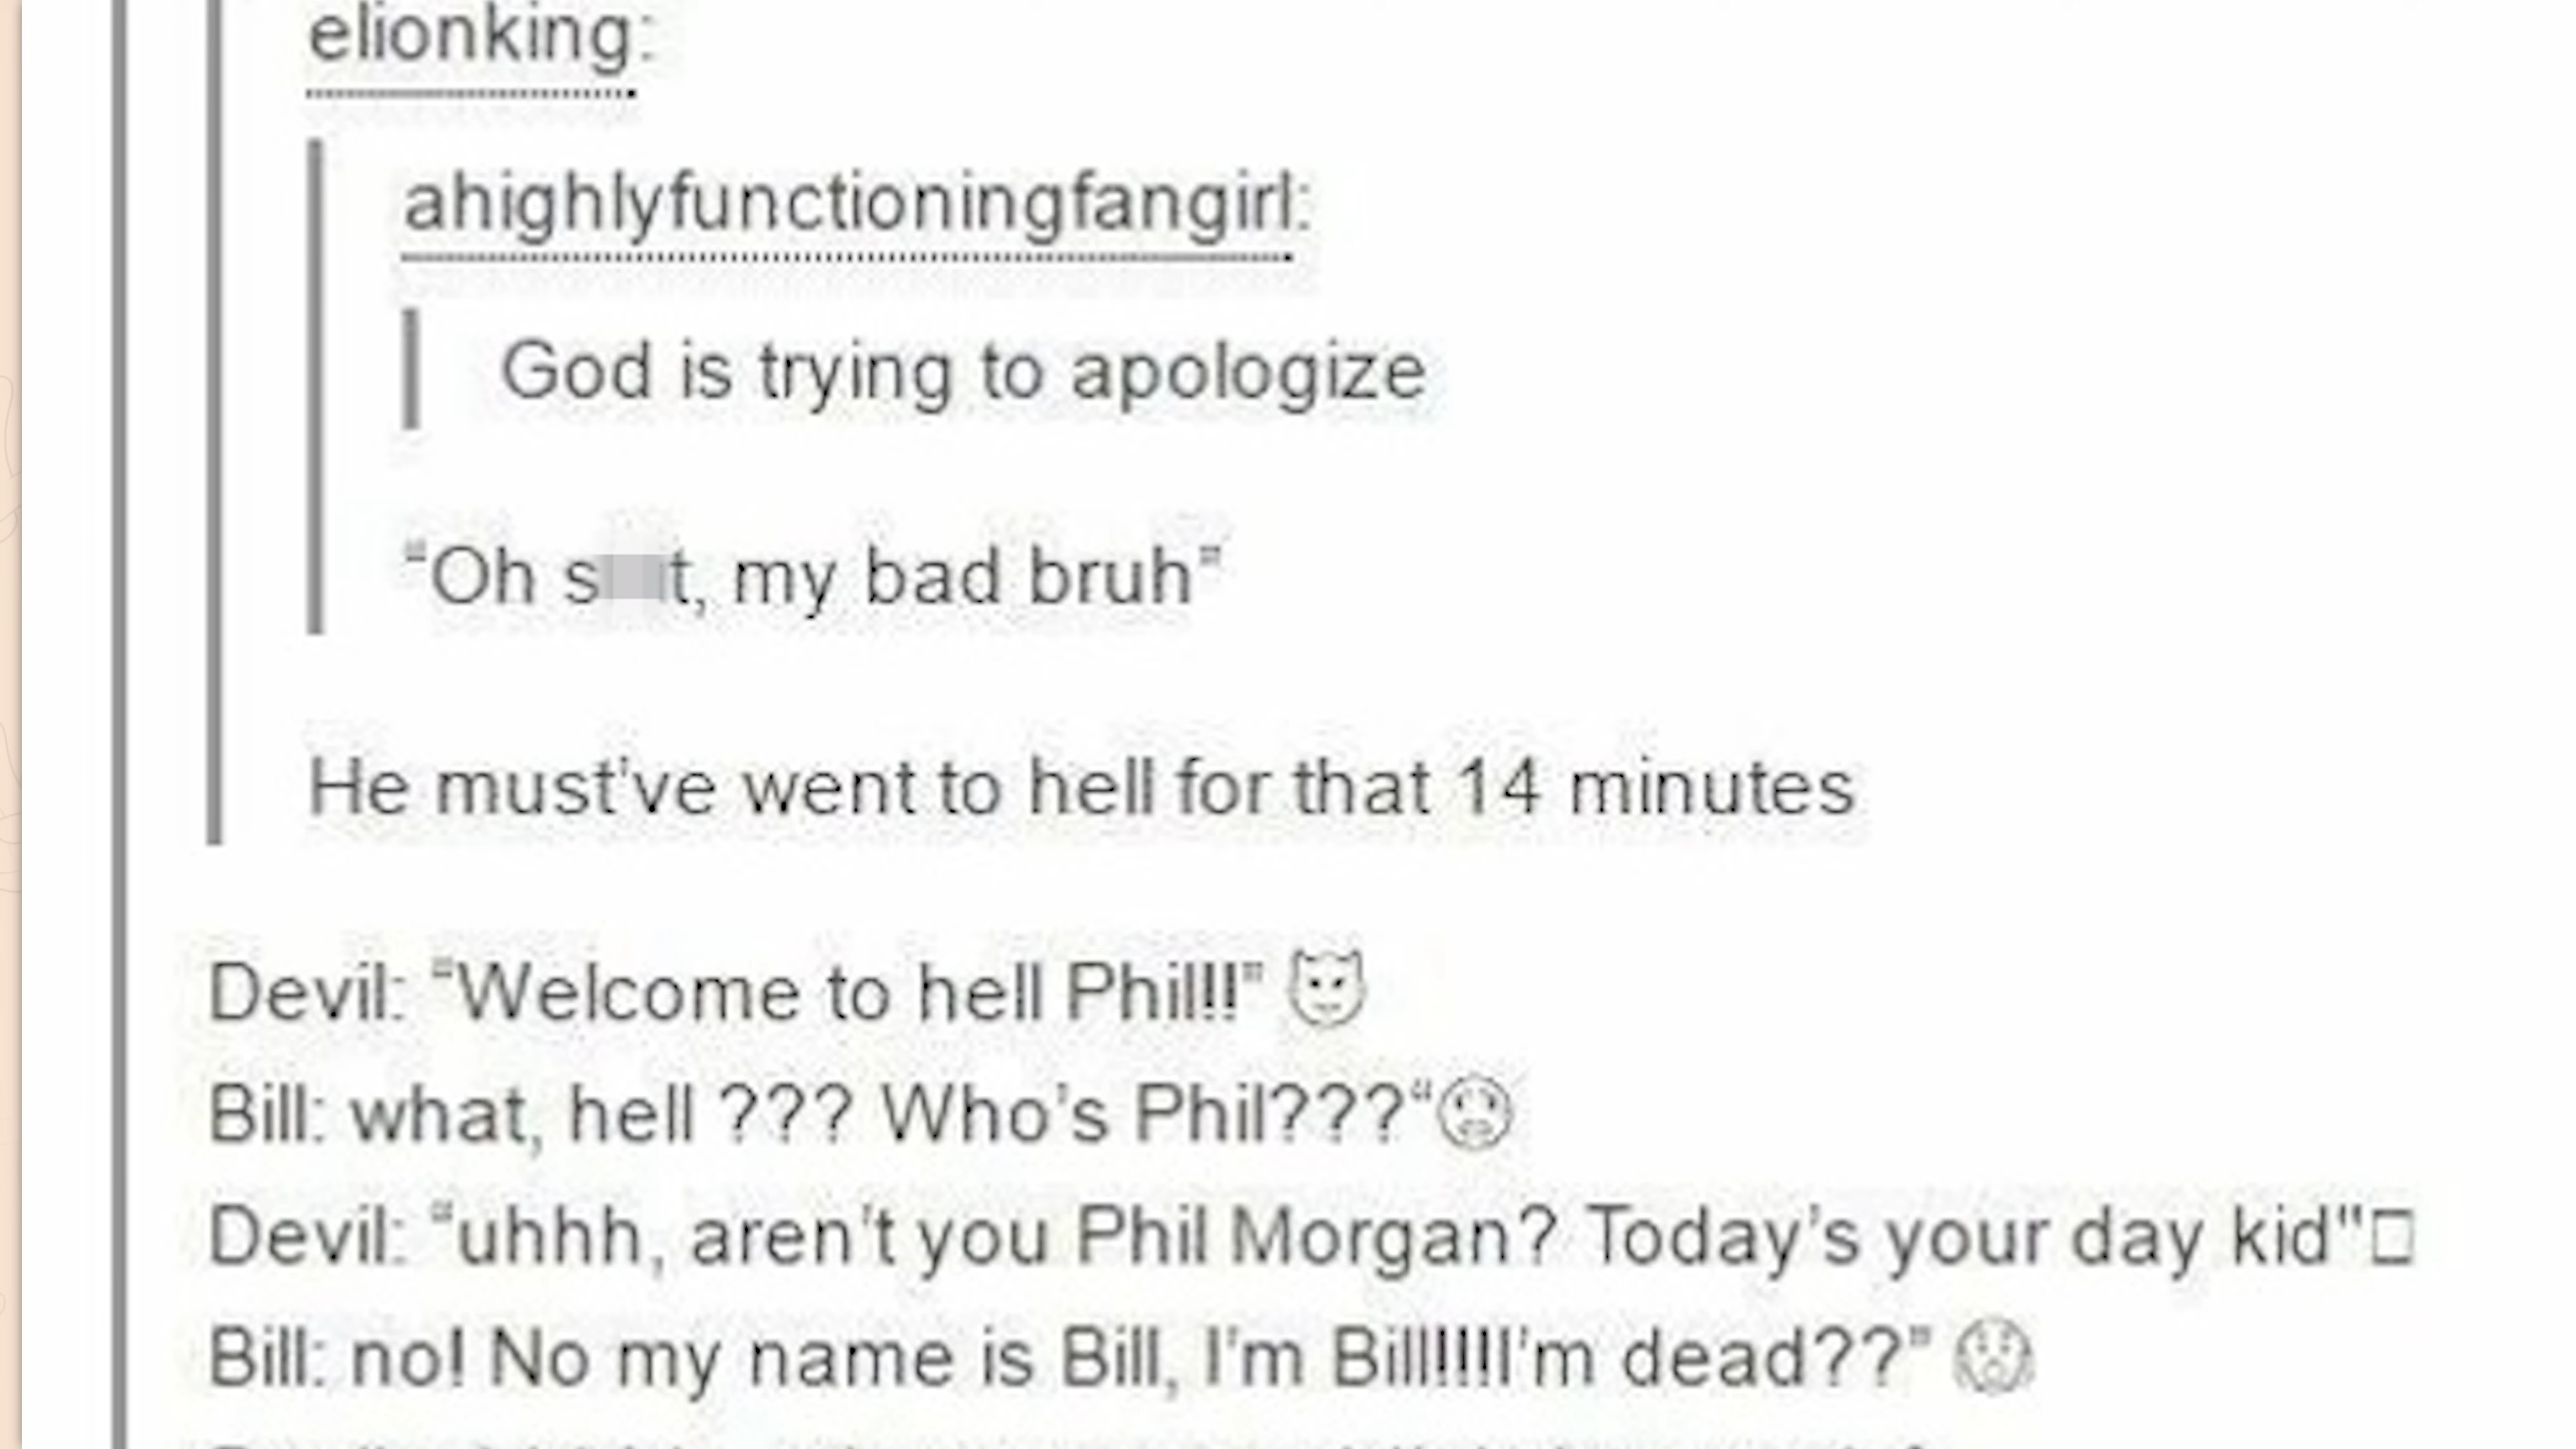 elionking:
ahighlyfunctioningfangirl:
God is trying to apologize
“Oh s t, my bad bruh”
He must've went to hell for that 14 minutes
Devil: “Welcome to hell Phil!!” 😈
Bill: what, hell ??? Who's Phil???“😧
Devil: “uhhh, aren't you Phil Morgan? Today's your day kid"□
Bill: no! No my name is Bill, I'm Bill!!!!I'm dead??” 😱